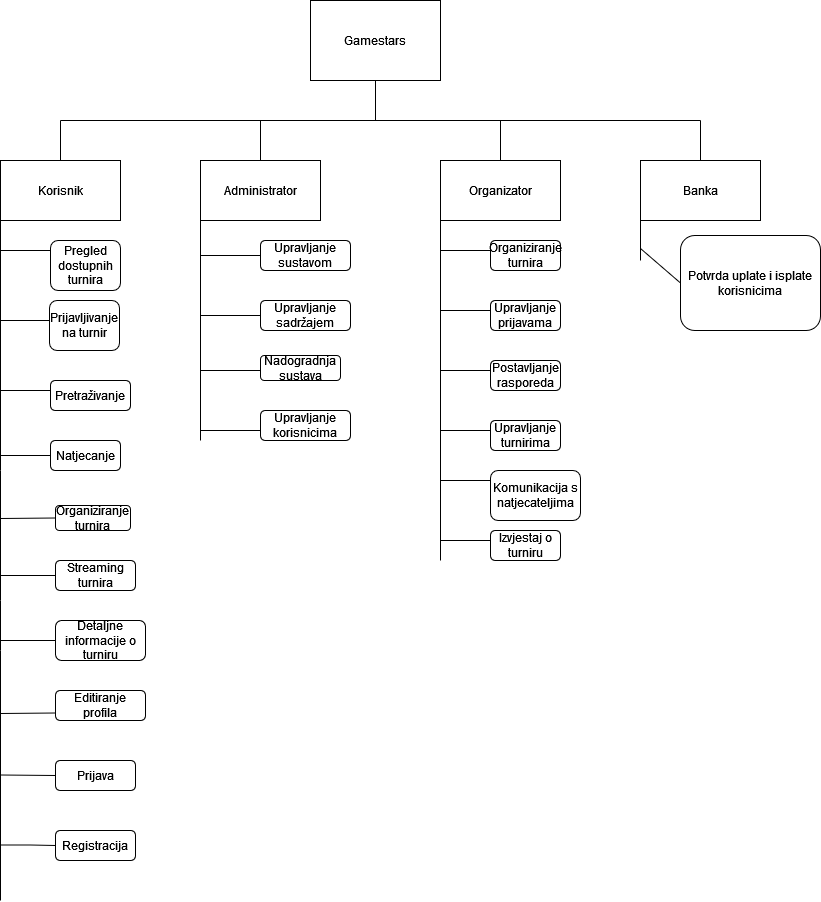 Gamestars
Korisnik
Administrator
Organizator
Banka
Pregled
dostupnih
turnira
Prijavljivanje
na turnir
Pretraživanje
Natjecanje
Organiziranje
turnira
Streaming
turnira
Detaljne
informacije o
turniru
Editiranje
profila
Prijava
Registracija
Upravljanje
sustavom
Upravljanje
sadržajem
Nadogradnja
sustava
Upravljanje
korisnicima
Organiziranje
turnira
Upravljanje
prijavama
Postavljanje
rasporeda
Upravljanje
turnirima
Komunikacija s
natjecateljima
Izvjestaj o
turniru
Potvrda uplate i isplate
korisnicima